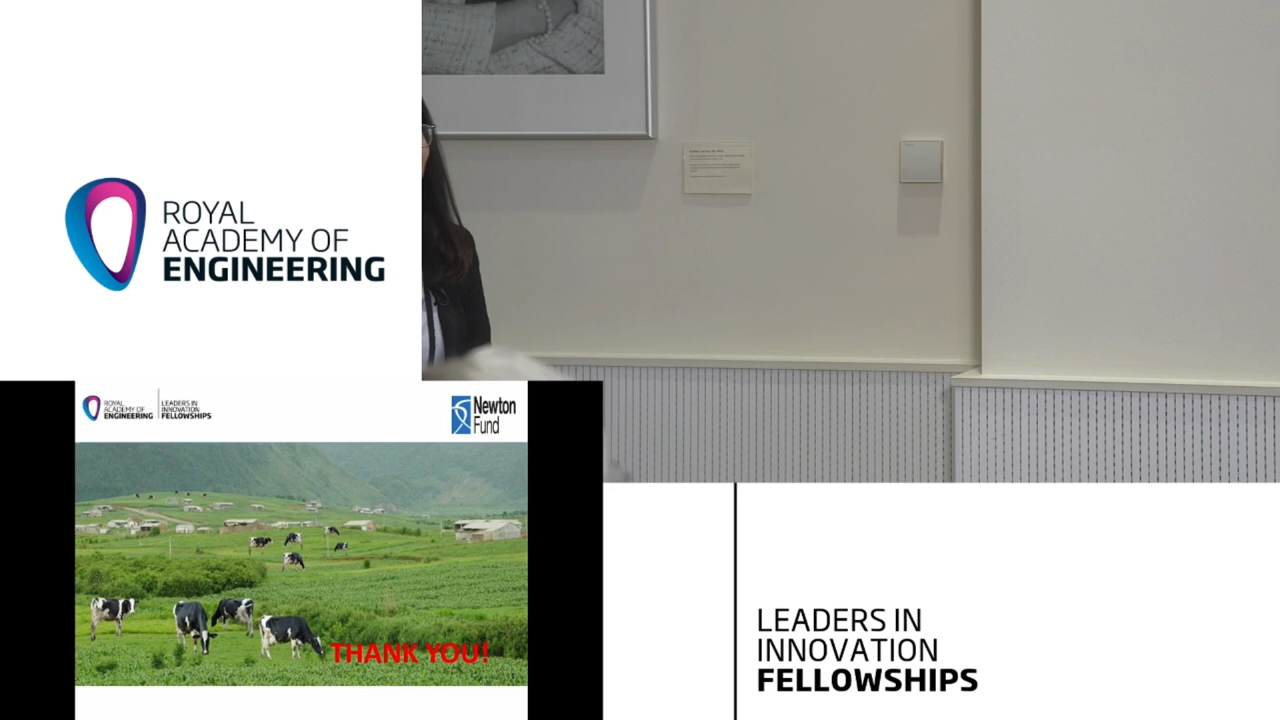 ROYAL
ACADEMY OF
ENGINEERING
ROYAL
ACADEMY OF
ENGINEERING
LEADERS IN
INNOVATION
FELLOWSHIPS
Newton
Fund
THANK YOU!
LEADERS IN
INNOVATION
FELLOWSHIPS